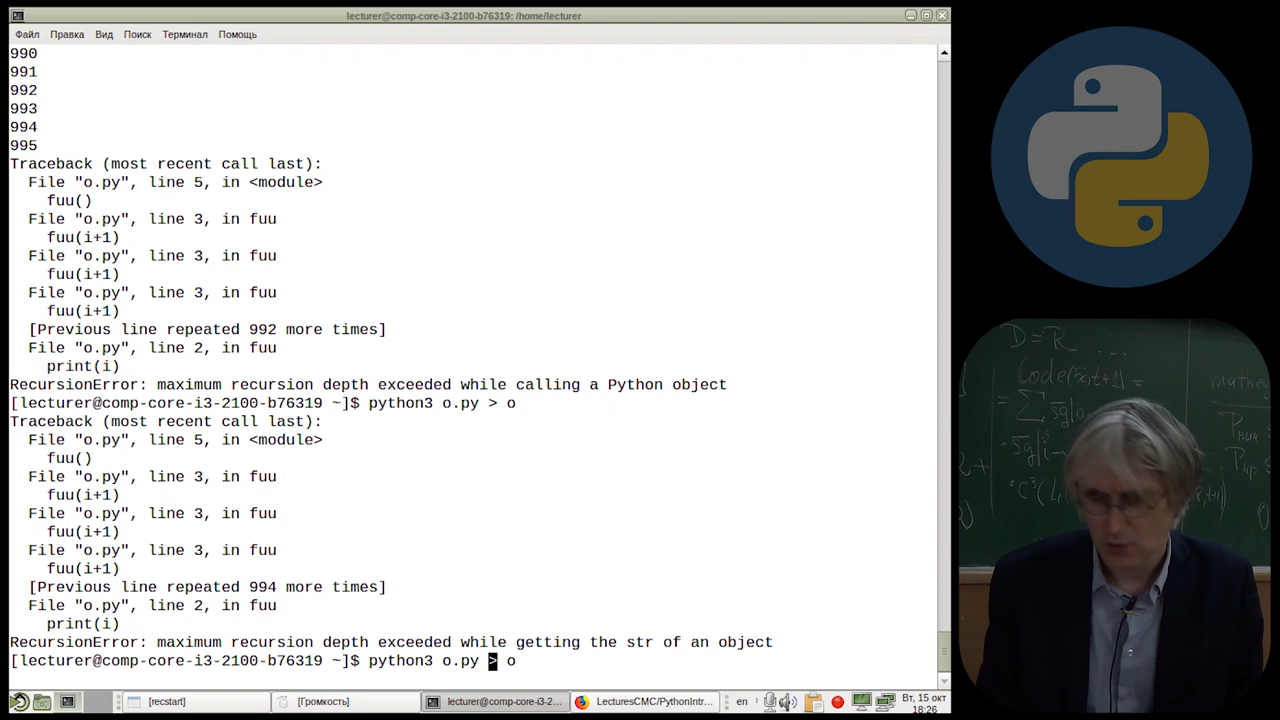 lecturer@comp-core-i3-2100-b76319: /home/lecturer
Файл Правка Вид Поиск Терминал Помощь
990
991
992
993
994
995
Traceback (most recent call last):
File "o.py", line 5, in <module>
fuu()
File "o.py", line 3, in fuu
fuu(i+1)
File "o.py", line 3, in fuu
fuu(i+1)
File "o.py", line 3, in fuu
fuu(i+1)
[Previous line repeated 992 more times]
File "o.py", line 2, in fuu
print(i)
RecursionError: maximum recursion depth exceeded while calling a Python object
[lecturer@comp-core-i3-2100-b76319 ~]$ python3 o.py > o
Traceback (most recent call last):
File "o.py", line 5, in <module>
fuu()
File "o.py", line 3, in fuu
fuu(i+1)
File "o.py", line 3, in fuu
fuu(i+1)
File "o.py", line 3, in fuu
fuu(i+1)
[Previous line repeated 994 more times]
File "o.py", line 2, in fuu
print(i)
RecursionError: maximum recursion depth exceeded while getting the str of an object
[lecturer@comp-core-i3-2100-b76319 ~]$ python3 o.py > o
[recstart] [Громкость] lecturer@comp-core-i3-2... LecturesCMC/PythonIntr... en Вт, 15 окт
18:26
D = R